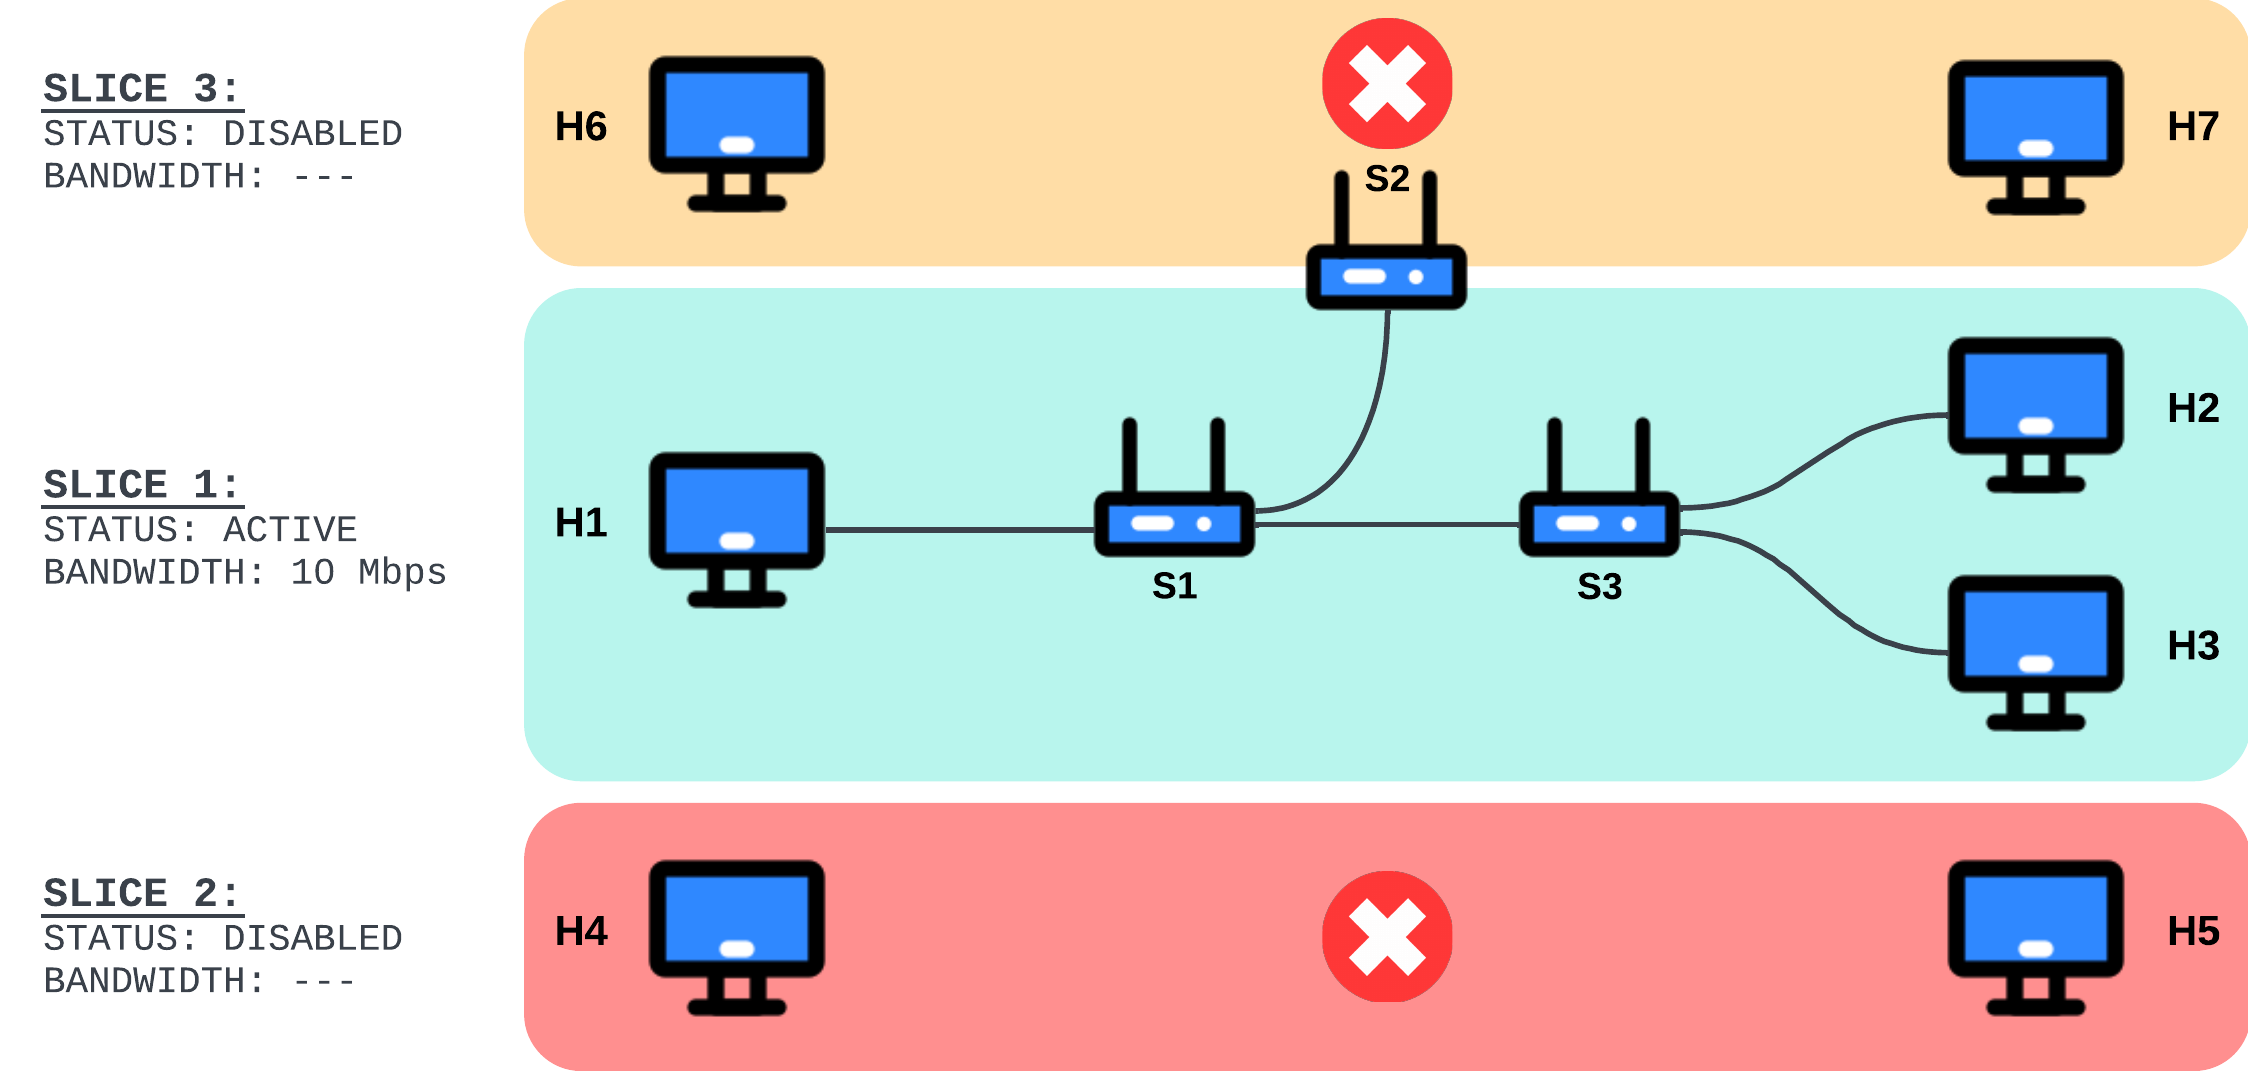 SLICE 3:
STATUS: DISABLED
BANDWIDTH: ---
H6
S2
H7
SLICE 1:
STATUS: ACTIVE
BANDWIDTH: 10 Mbps
H1
S1
S3
H2
H3
SLICE 2:
STATUS: DISABLED
BANDWIDTH: ---
H4
H5